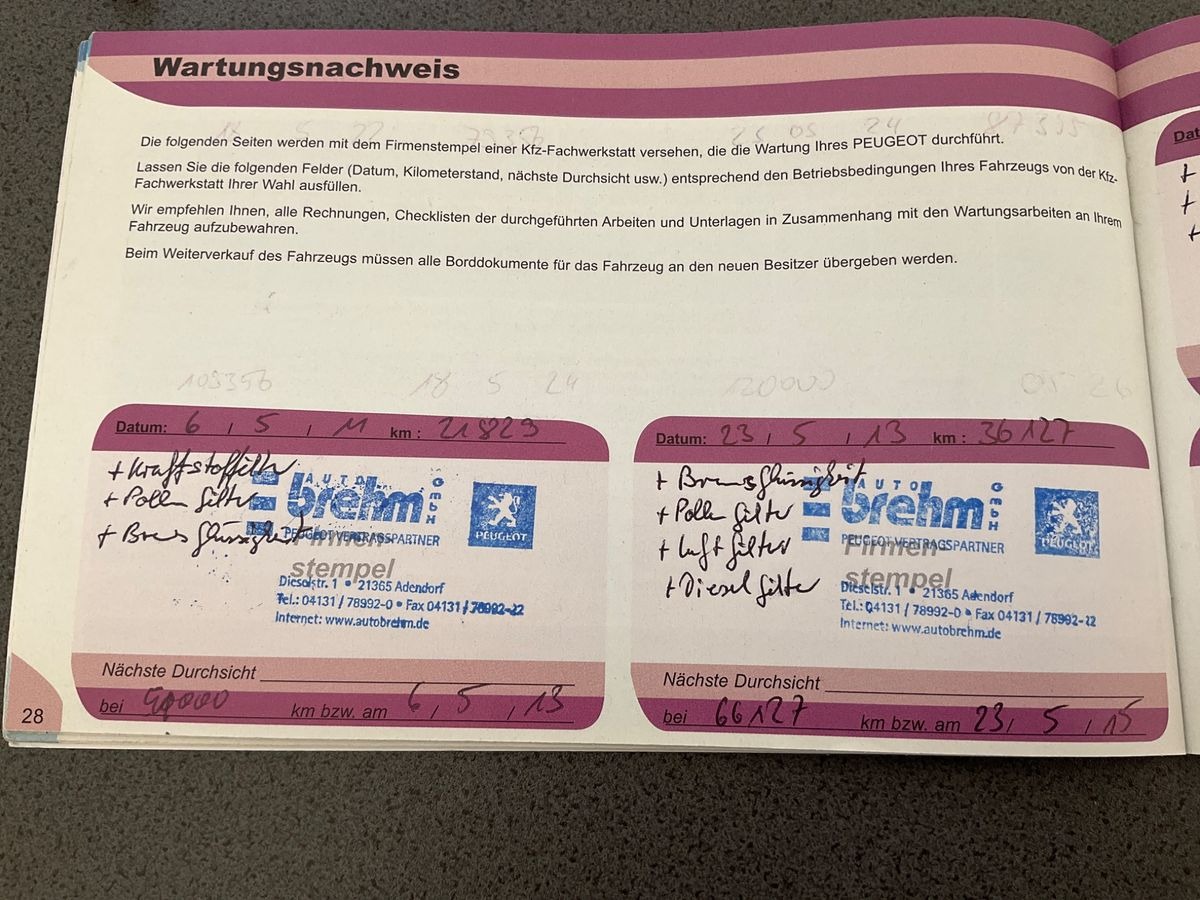 Wartungsnachweis
Die folgenden Seiten werden mit dem Firmenstempel einer Kfz-Fachwerkstatt versehen, die die Wartung Ihres PEUGEOT durchführt.
Lassen Sie die folgenden Felder (Datum, Kilometerstand, nächste Durchsicht usw.) entsprechend den Betriebsbedingungen Ihres Fahrzeugs von der Kfz-
Fachwerkstatt Ihrer Wahl ausfüllen.
Wir empfehlen Ihnen, alle Rechnungen, Checklisten der durchgeführten Arbeiten und Unterlagen in Zusammenhang mit den Wartungsarbeiten an Ihrem
Fahrzeug aufzubewahren.
Beim Weiterverkauf des Fahrzeugs müssen alle Borddokumente für das Fahrzeug an den neuen Besitzer übergeben werden.
Datum: 6 / 5 / 11 km : 21829
+ Kraftstoffilter
+ Pollen filter
+ Bremsflüssigkeit
AUTO
brehm GmbH
PEUGEOT VERTRAGSPARTNER
PEUGEOT
Firmen-
stempel
Dieselstr. 1 • 21365 Adendorf
Tel.: 04131 / 78992-0 • Fax 04131 / 78992-22
Internet: www.autobrehm.de
Nächste Durchsicht
bei km bzw. am 6 / 5 / 13
Datum: 23 / 5 / 13 km : 36127
+ Bremsflüssigkeit
+ Pollen filter
+ Luft filter
+ Diesel filter
AUTO
brehm GmbH
PEUGEOT VERTRAGSPARTNER
PEUGEOT
Firmen-
stempel
Dieselstr. 1 • 21365 Adendorf
Tel.: 04131 / 78992-0 • Fax 04131 / 78992-22
Internet: www.autobrehm.de
Nächste Durchsicht
bei 66127 km bzw. am 23 / 5 / 15
28
Dat
+
+
+